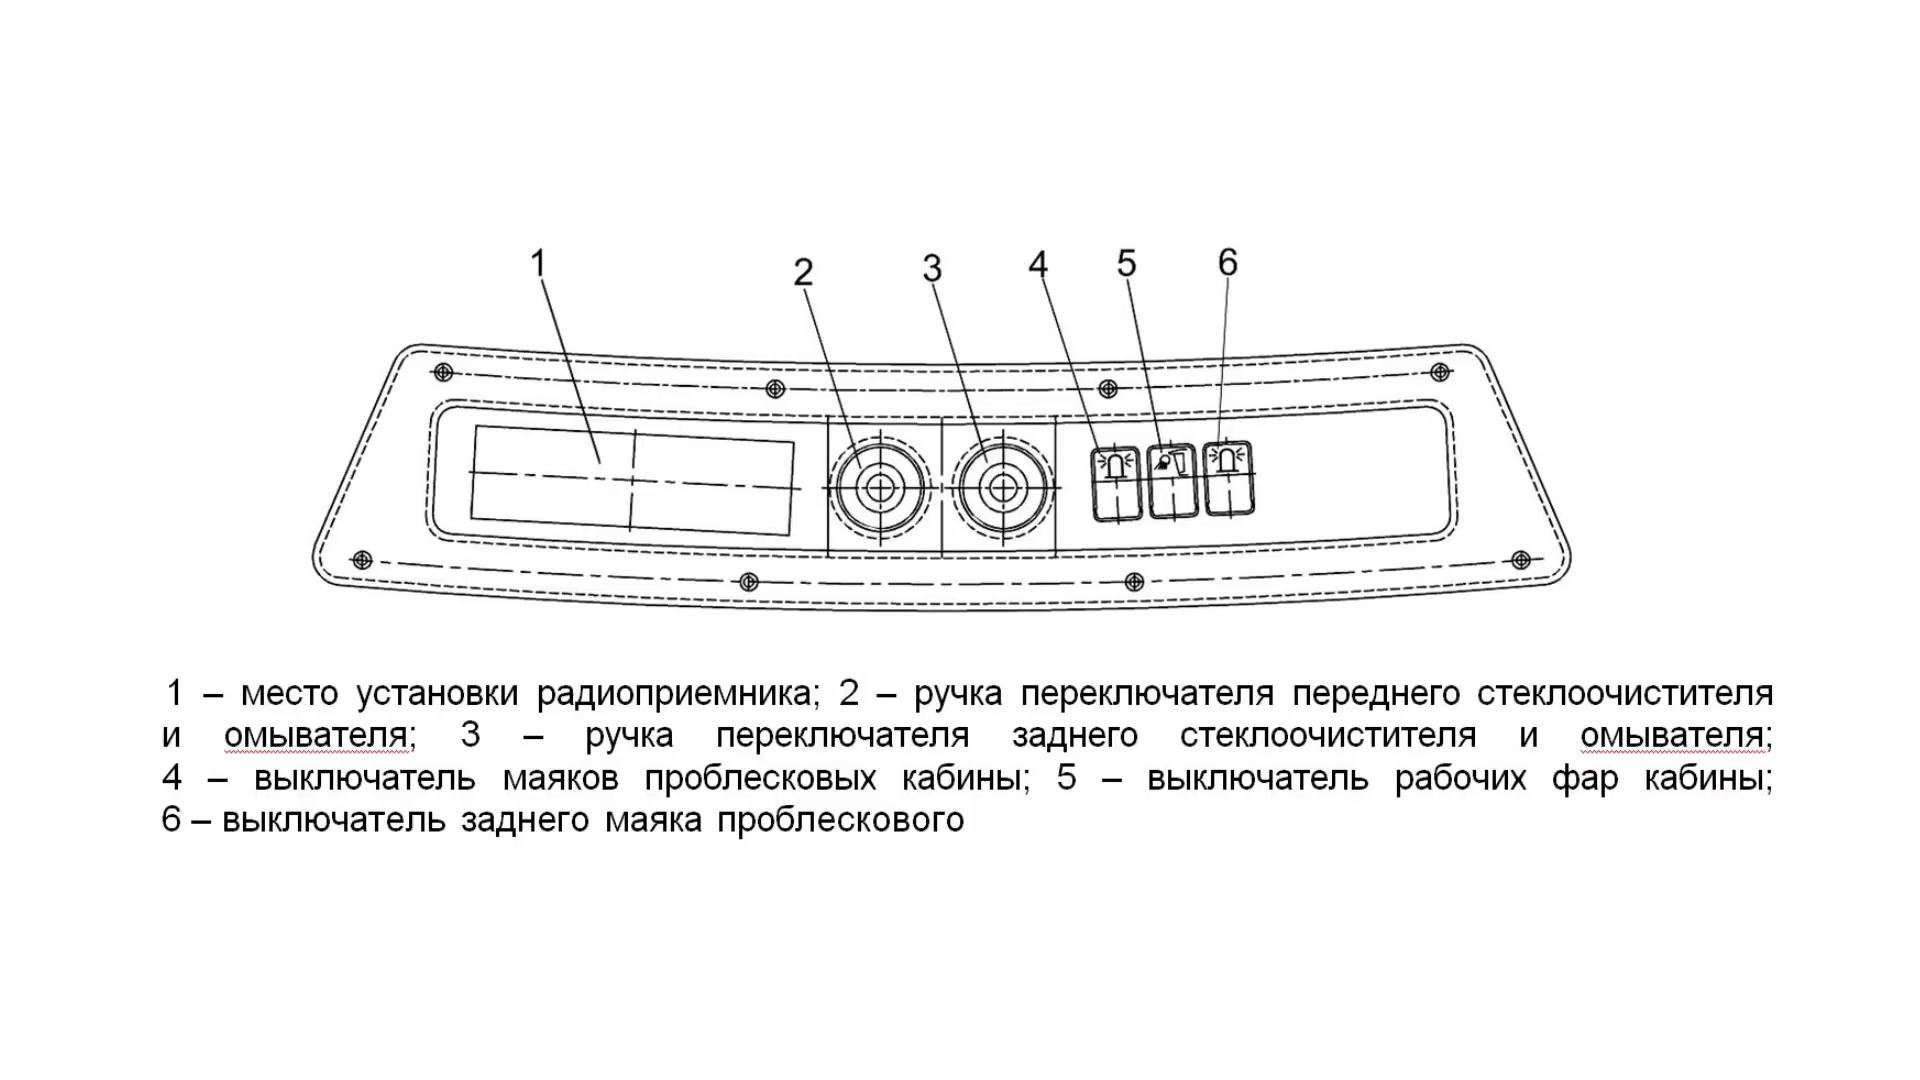 1 2 3 4 5 6
1 – место установки радиоприемника; 2 – ручка переключателя переднего стеклоочистителя
и омывателя; 3 – ручка переключателя заднего стеклоочистителя и омывателя;
4 – выключатель маяков проблесковых кабины; 5 – выключатель рабочих фар кабины;
6 – выключатель заднего маяка проблескового